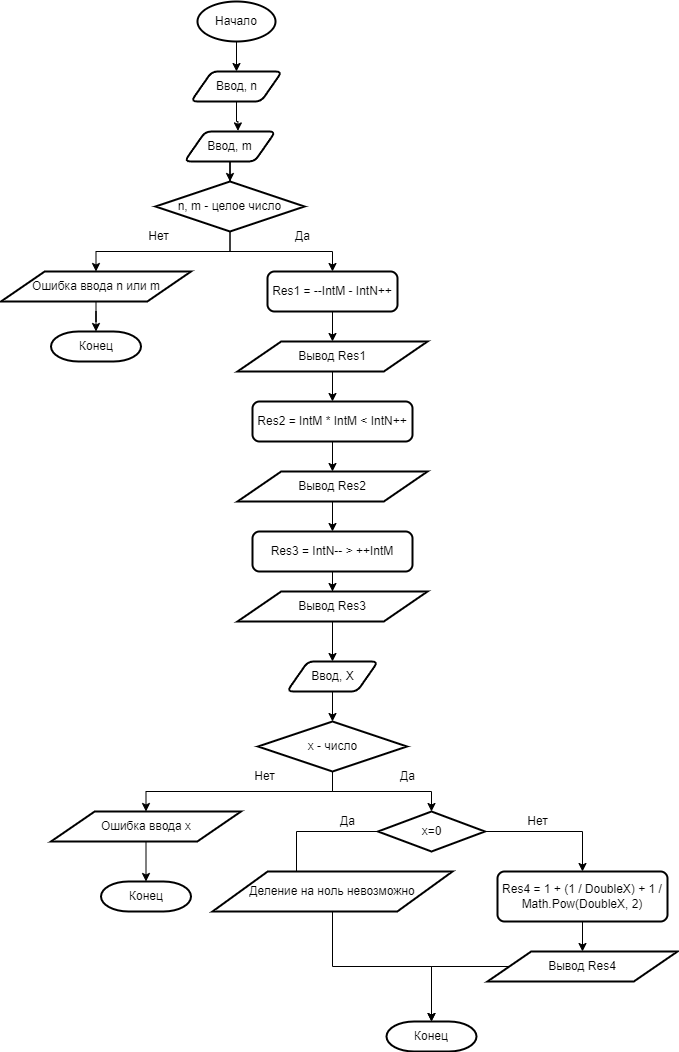 Начало
Ввод, n
Ввод, m
n, m - целое число
Нет
Да
Ошибка ввода n или m
Res1 = --IntM - IntN++
Конец
Вывод Res1
Res2 = IntM * IntM < IntN++
Вывод Res2
Res3 = IntN-- > ++IntM
Вывод Res3
Ввод, X
x - число
Нет
Да
Ошибка ввода x
Да
x=0
Нет
Конец
Деление на ноль невозможно
Res4 = 1 + (1 / DoubleX) + 1 /
Math.Pow(DoubleX, 2)
Вывод Res4
Конец